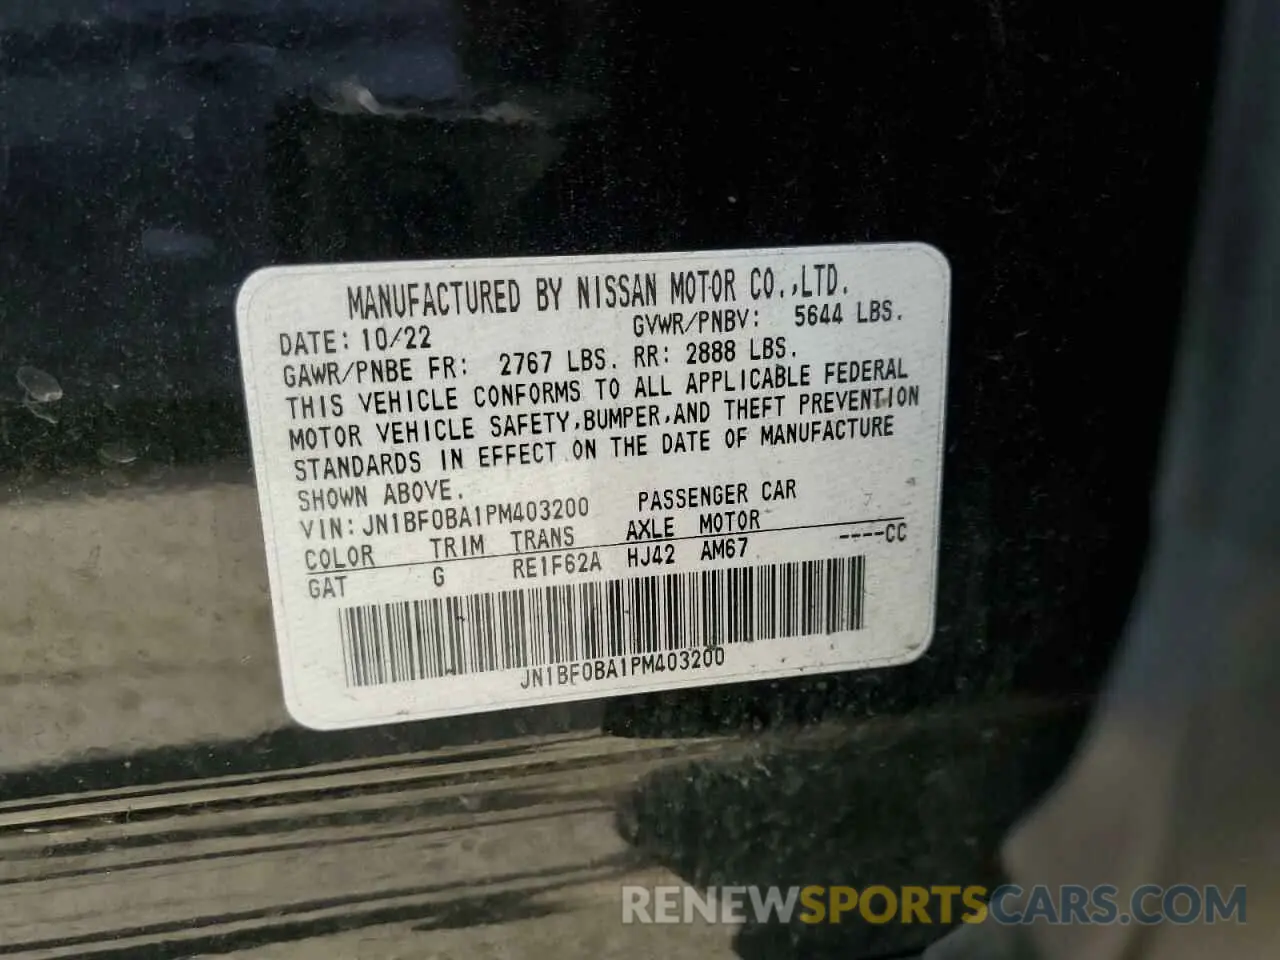 MANUFACTURED BY NISSAN MOTOR CO.,LTD.
DATE: 10/22 GVWR/PNBV: 5644 LBS.
GAWR/PNBE FR: 2767 LBS. RR: 2888 LBS.
THIS VEHICLE CONFORMS TO ALL APPLICABLE FEDERAL
MOTOR VEHICLE SAFETY,BUMPER,AND THEFT PREVENTION
STANDARDS IN EFFECT ON THE DATE OF MANUFACTURE
SHOWN ABOVE.
VIN: JN1BF0BA1PM403200 PASSENGER CAR
COLOR TRIM TRANS AXLE MOTOR
GAT G RE1F62A HJ42 AM67 ----CC
JN1BF0BA1PM403200
RENEWSPORTSCARS.COM